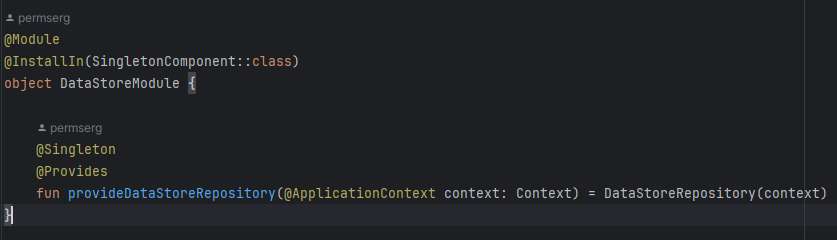 permserg
@Module
@InstallIn(SingletonComponent::class)
object DataStoreModule {
permserg
@Singleton
@Provides
fun provideDataStoreRepository(@ApplicationContext context: Context) = DataStoreRepository(context)
}